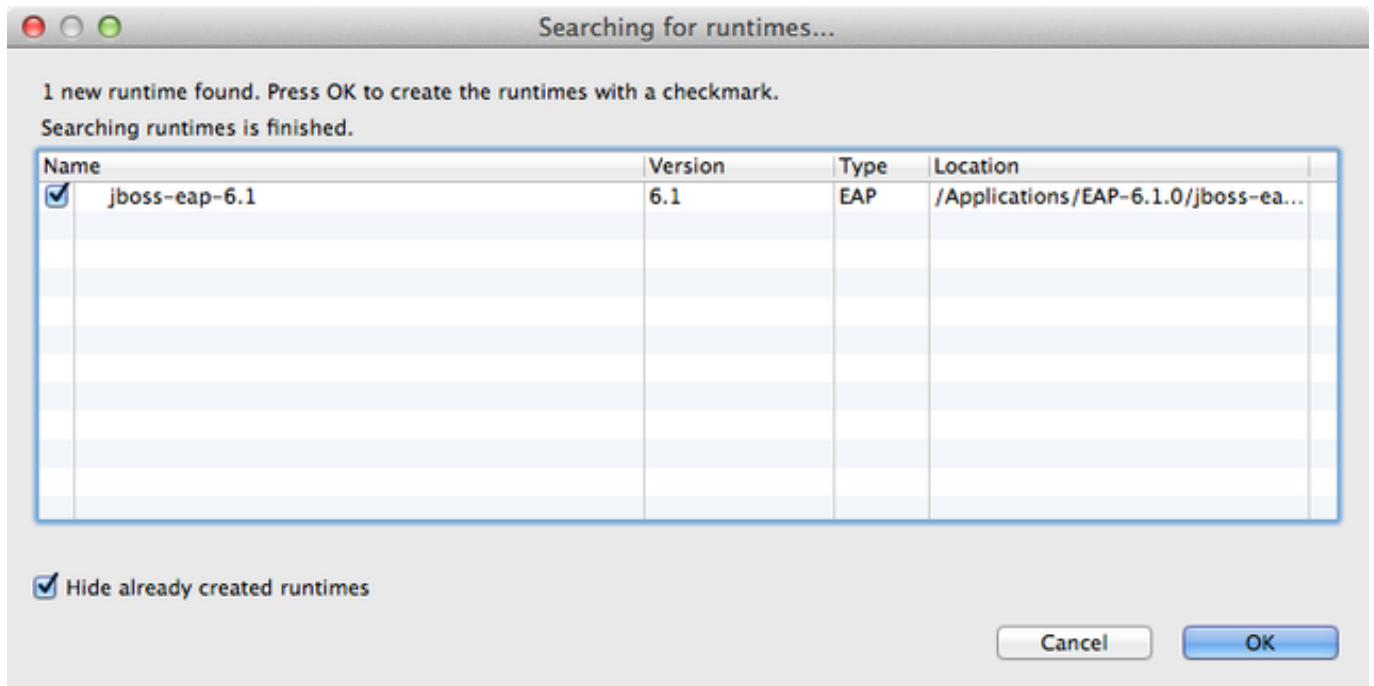 Searching for runtimes...
1 new runtime found. Press OK to create the runtimes with a checkmark.
Searching runtimes is finished.
Name Version Type Location
jboss-eap-6.1 6.1 EAP /Applications/EAP-6.1.0/jboss-ea...
Hide already created runtimes
Cancel OK